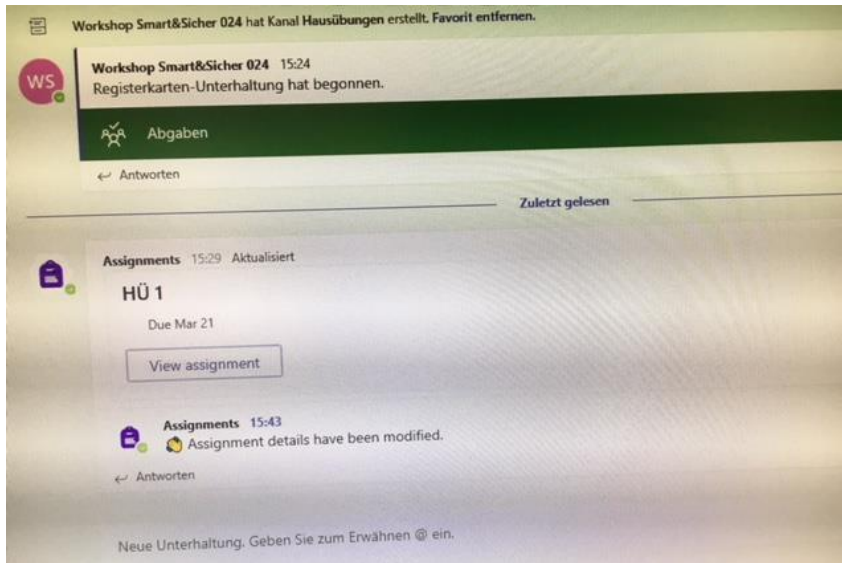 Workshop Smart&Sicher 024 hat Kanal Hausübungen erstellt. Favorit entfernen.
WS
Workshop Smart&Sicher 024 15:24
Registerkarten-Unterhaltung hat begonnen.
Abgaben
Antworten
Zuletzt gelesen
Assignments 15:29 Aktualisiert
HÜ 1
Due Mar 21
View assignment
Assignments 15:43
Assignment details have been modified.
Antworten
Neue Unterhaltung. Geben Sie zum Erwähnen @ ein.